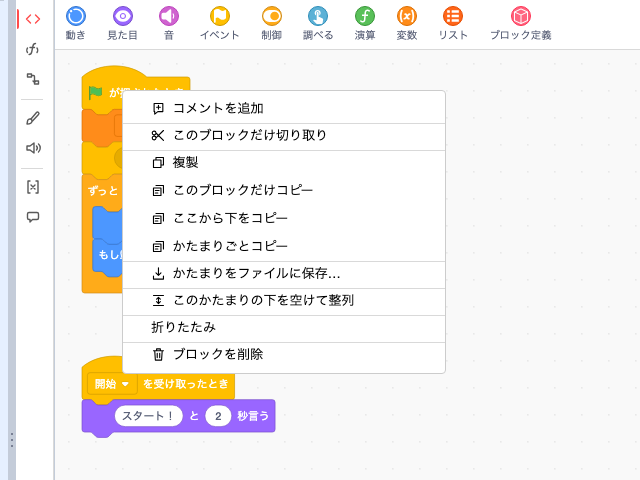 動き 見た目 音 イベント 制御 調べる 演算 変数 リスト ブロック定義
コメントを追加
このブロックだけ切り取り
複製
このブロックだけコピー
ずっと
ここから下をコピー
かたまりごとコピー
もし
かたまりをファイルに保存...
このかたまりの下を空けて整列
折りたたみ
ブロックを削除
開始 を受け取ったとき
スタート! と 2 秒言う